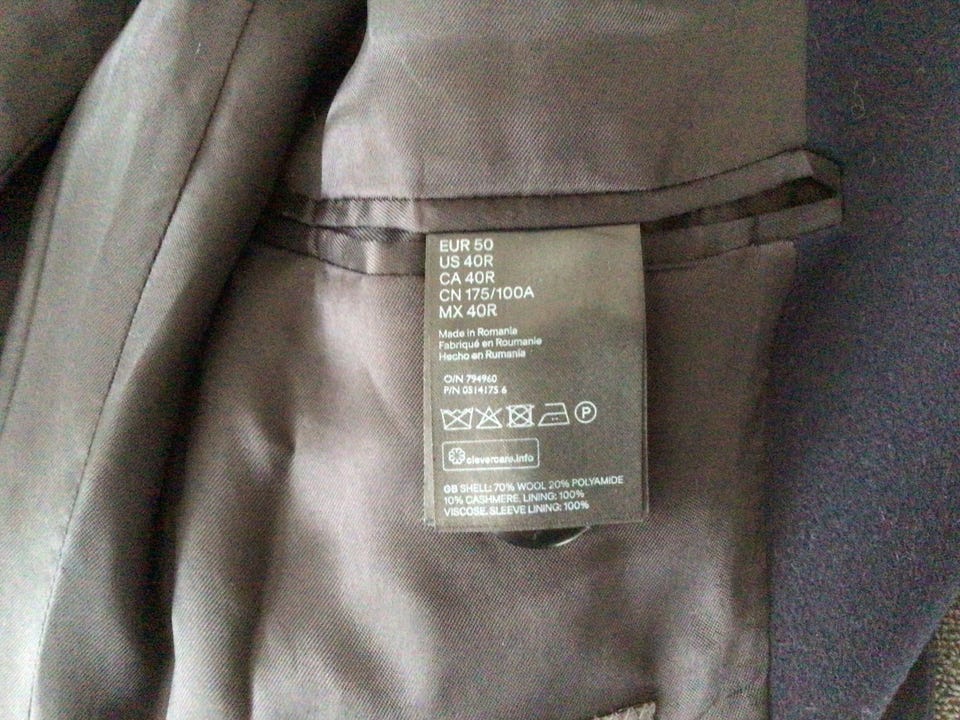 EUR 50
US 40R
CA 40R
CN 175/100A
MX 40R
Made in Romania
Fabriqué en Roumanie
Hecho en Rumania
O/N 794960
P/N 051417S 6
P
clevercare.info
GB SHELL: 70% WOOL 20% POLYAMIDE
10% CASHMERE. LINING: 100%
VISCOSE. SLEEVE LINING: 100%